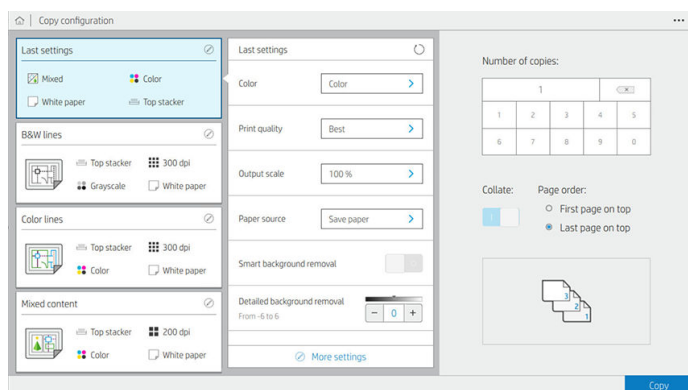 Copy configuration
Last settings
Mixed
Color
White paper
Top stacker
B&W lines
Top stacker
300 dpi
Grayscale
White paper
Color lines
Top stacker
300 dpi
Color
White paper
Mixed content
Top stacker
200 dpi
Color
White paper
Last settings
Color
Color
Print quality
Best
Output scale
100 %
Paper source
Save paper
Smart background removal
Detailed background removal
From -6 to 6
− 0 +
More settings
Number of copies:
1
1 2 3 4 5
6 7 8 9 0
Collate:
Page order:
First page on top
Last page on top
3
2
1
Copy